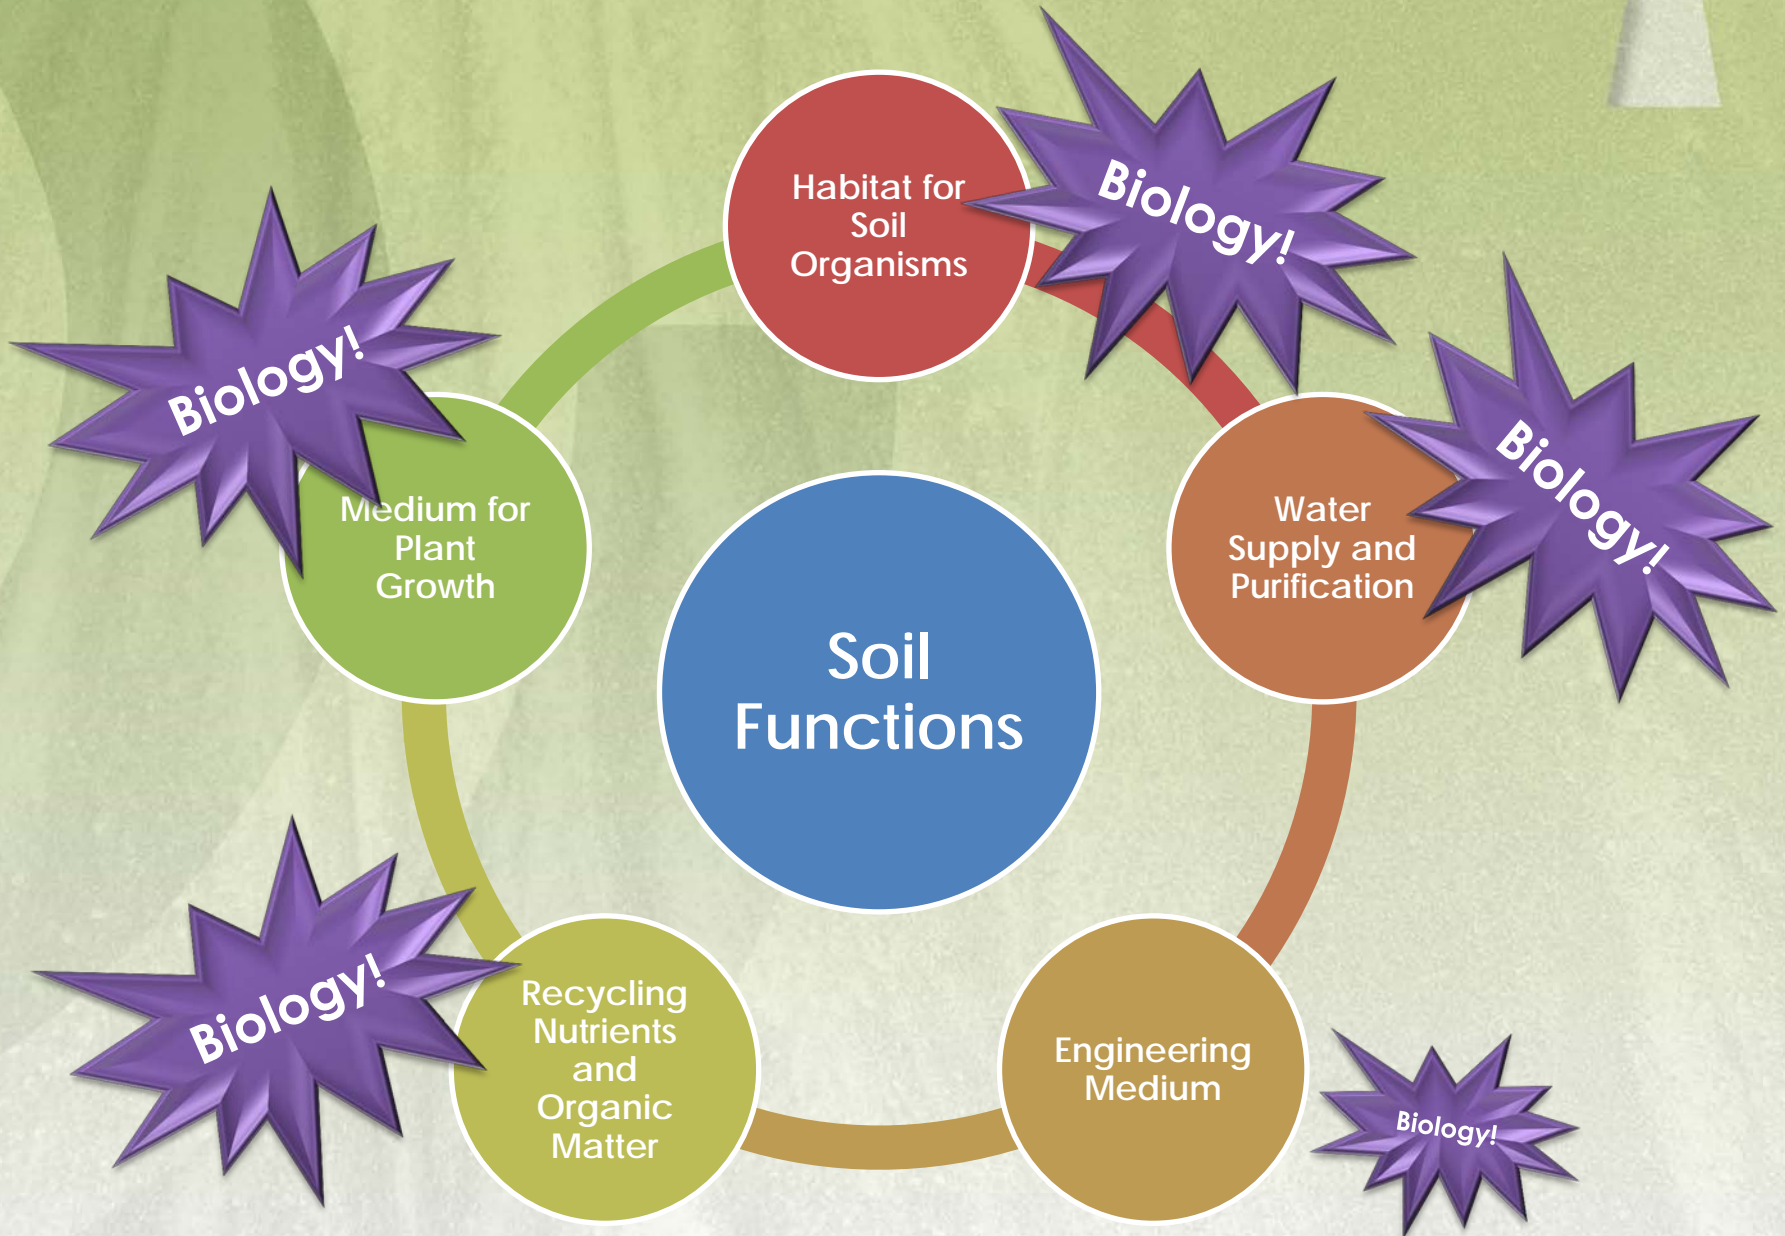 Habitat for
Soil
Organisms
Biology!
Biology!
Water
Supply and
Purification
Biology!
Medium for
Plant
Growth
Soil
Functions
Biology!
Recycling
Nutrients
and
Organic
Matter
Engineering
Medium
Biology!